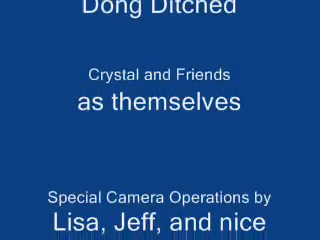 Dong Ditched
Crystal and Friends
as themselves
Special Camera Operations by
Lisa, Jeff, and nice